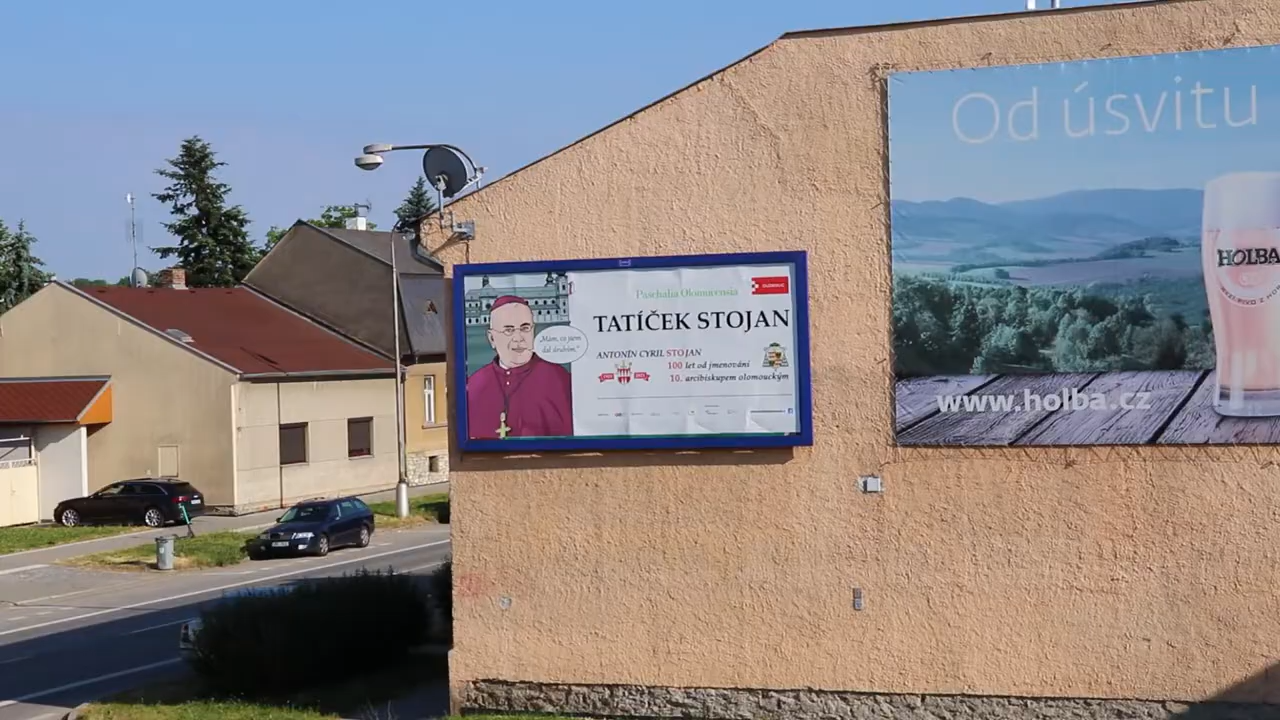 Paschalia Olomucensia
OLOMOUC
TATÍČEK STOJAN
„Mám, co jsem
dal druhým.“
ANTONÍN CYRIL STOJAN
100 let od jmenování
10. arcibiskupem olomouckým
Od úsvitu
HOLBA
www.holba.cz